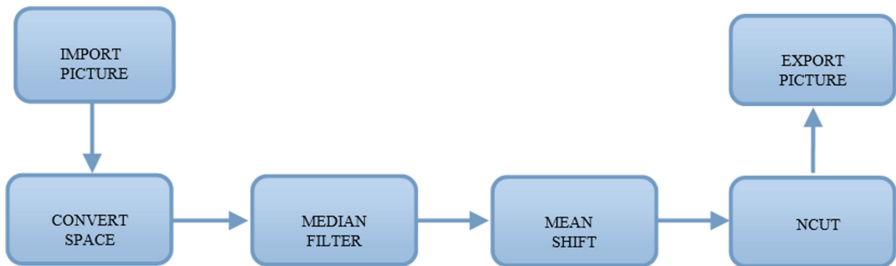 IMPORT
PICTURE
CONVERT
SPACE
MEDIAN
FILTER
MEAN
SHIFT
NCUT
EXPORT
PICTURE